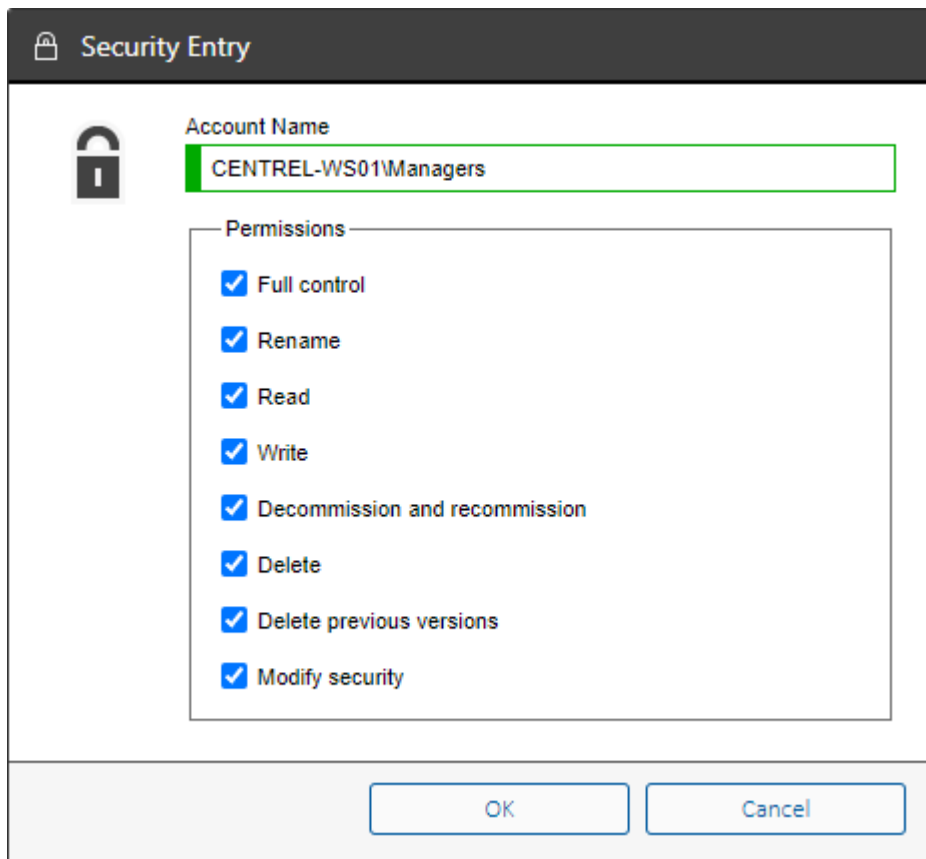 Security Entry
Account Name
CENTREL-WS01\Managers
Permissions
Full control
Rename
Read
Write
Decommission and recommission
Delete
Delete previous versions
Modify security
OK
Cancel